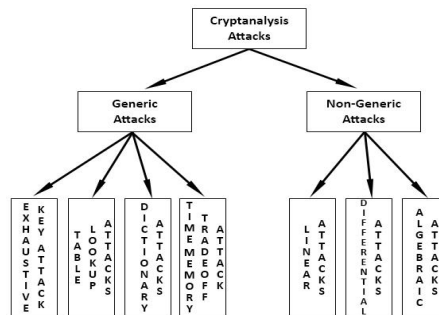 Cryptanalysis
Attacks
Generic
Attacks
Non-Generic
Attacks
EXHAUSTIVE
KEY ATTACK
TABLE
LOOKUP
ATTACKS
DICTIONARY
ATTACKS
TIME MEMORY
TRADEOFF
ATTACK
LINEAR
ATTACKS
DIFFERENTIAL
ATTACKS
ALGEBRAIC
ATTACKS